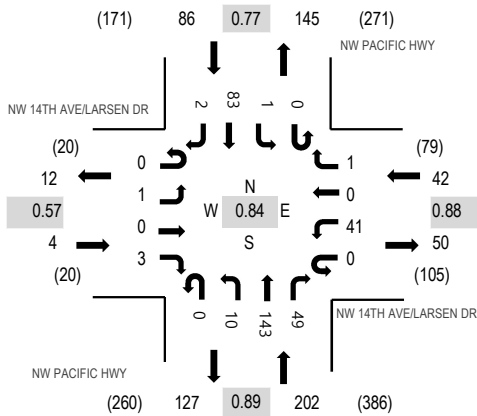 (171) 86 0.77 145 (271)
NW PACIFIC HWY
NW 14TH AVE/LARSEN DR
2 83 1 0
(20) 0 1 (79)
12 1 N 0 42
0.57 0 W 0.84 E 41 0.88
4 3 S 0 50
(20) (105)
0 10 143 49
NW 14TH AVE/LARSEN DR
NW PACIFIC HWY
(260) 127 0.89 202 (386)